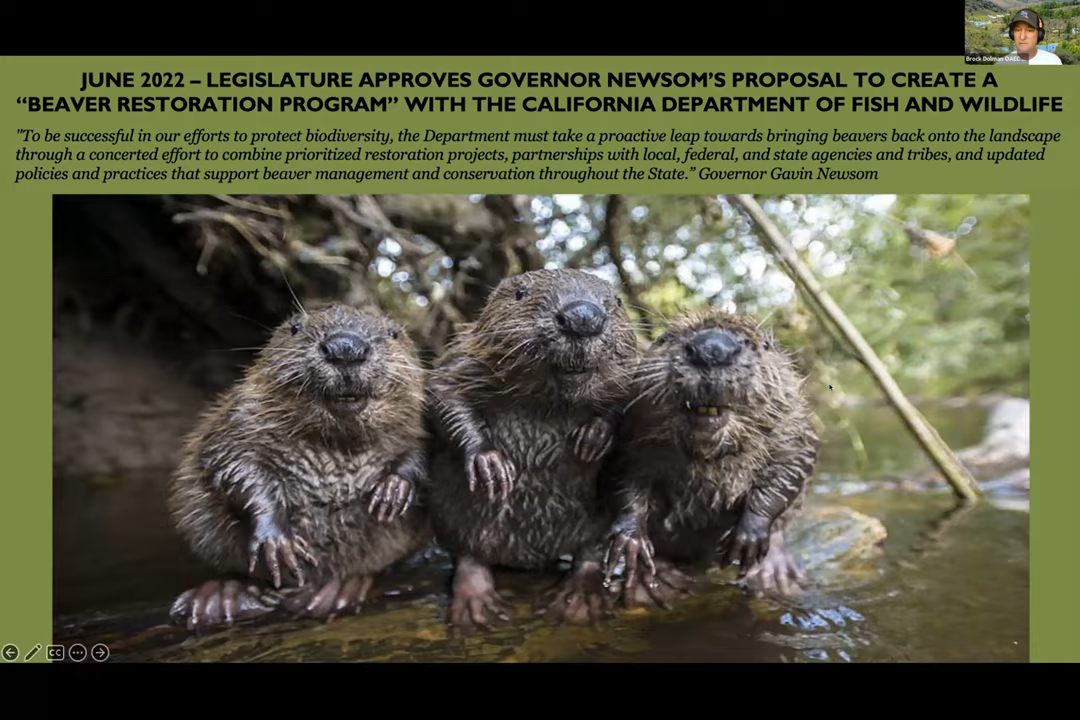 Brock Dolman OAEC...
JUNE 2022 – LEGISLATURE APPROVES GOVERNOR NEWSOM’S PROPOSAL TO CREATE A
“BEAVER RESTORATION PROGRAM” WITH THE CALIFORNIA DEPARTMENT OF FISH AND WILDLIFE
"To be successful in our efforts to protect biodiversity, the Department must take a proactive leap towards bringing beavers back onto the landscape
through a concerted effort to combine prioritized restoration projects, partnerships with local, federal, and state agencies and tribes, and updated
policies and practices that support beaver management and conservation throughout the State.” Governor Gavin Newsom
CC